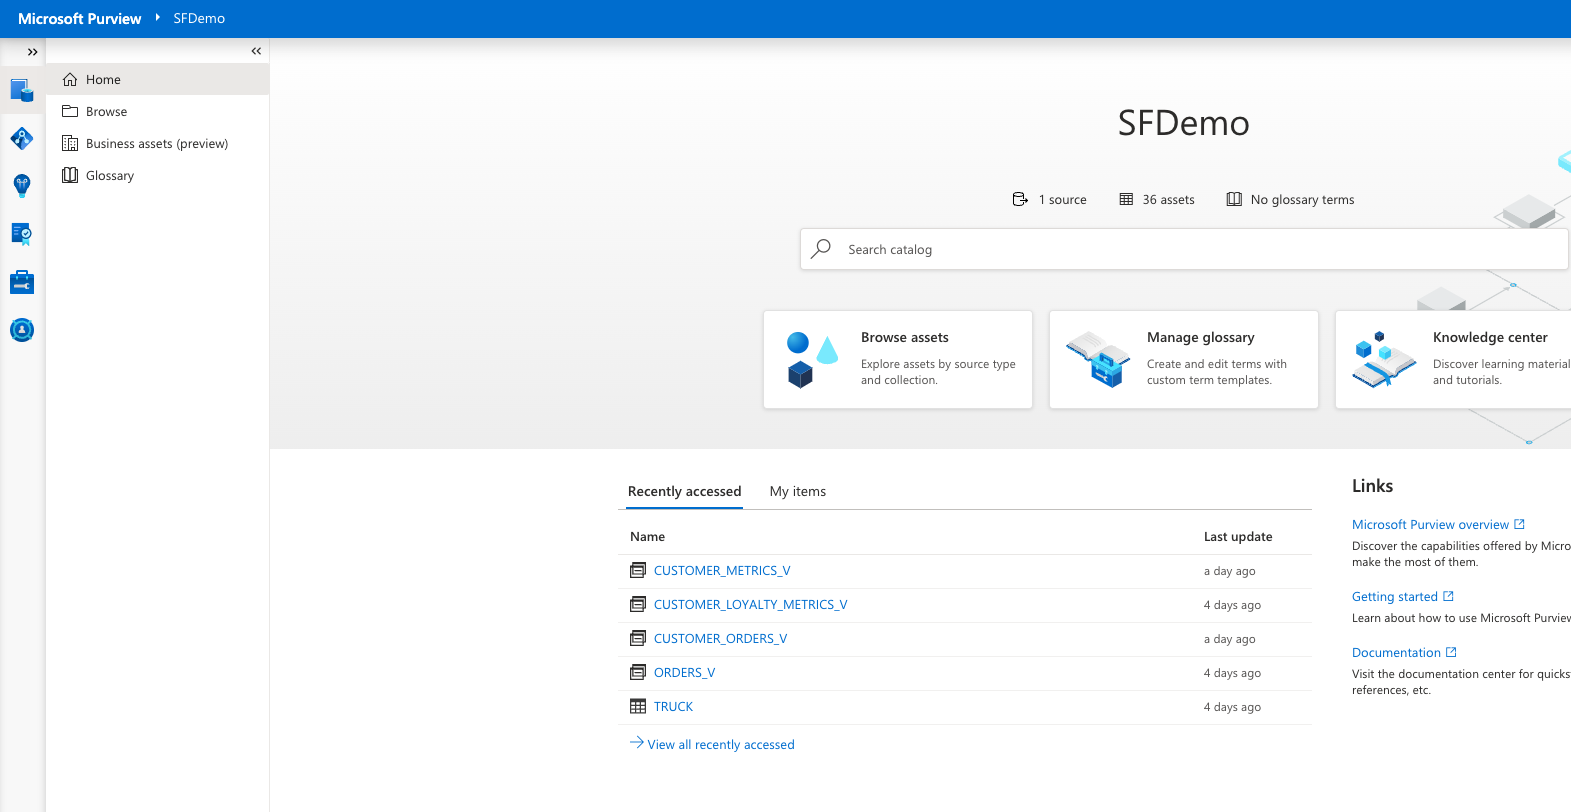 Microsoft Purview SFDemo
Home
Browse
Business assets (preview)
Glossary
SFDemo
1 source 36 assets No glossary terms
Search catalog
Browse assets
Explore assets by source type
and collection.
Manage glossary
Create and edit terms with
custom term templates.
Knowledge center
Discover learning material
and tutorials.
Recently accessed My items
Name Last update
CUSTOMER_METRICS_V a day ago
CUSTOMER_LOYALTY_METRICS_V 4 days ago
CUSTOMER_ORDERS_V a day ago
ORDERS_V 4 days ago
TRUCK 4 days ago
View all recently accessed
Links
Microsoft Purview overview
Discover the capabilities offered by Micro
make the most of them.
Getting started
Learn about how to use Microsoft Purview
Documentation
Visit the documentation center for quicks
references, etc.